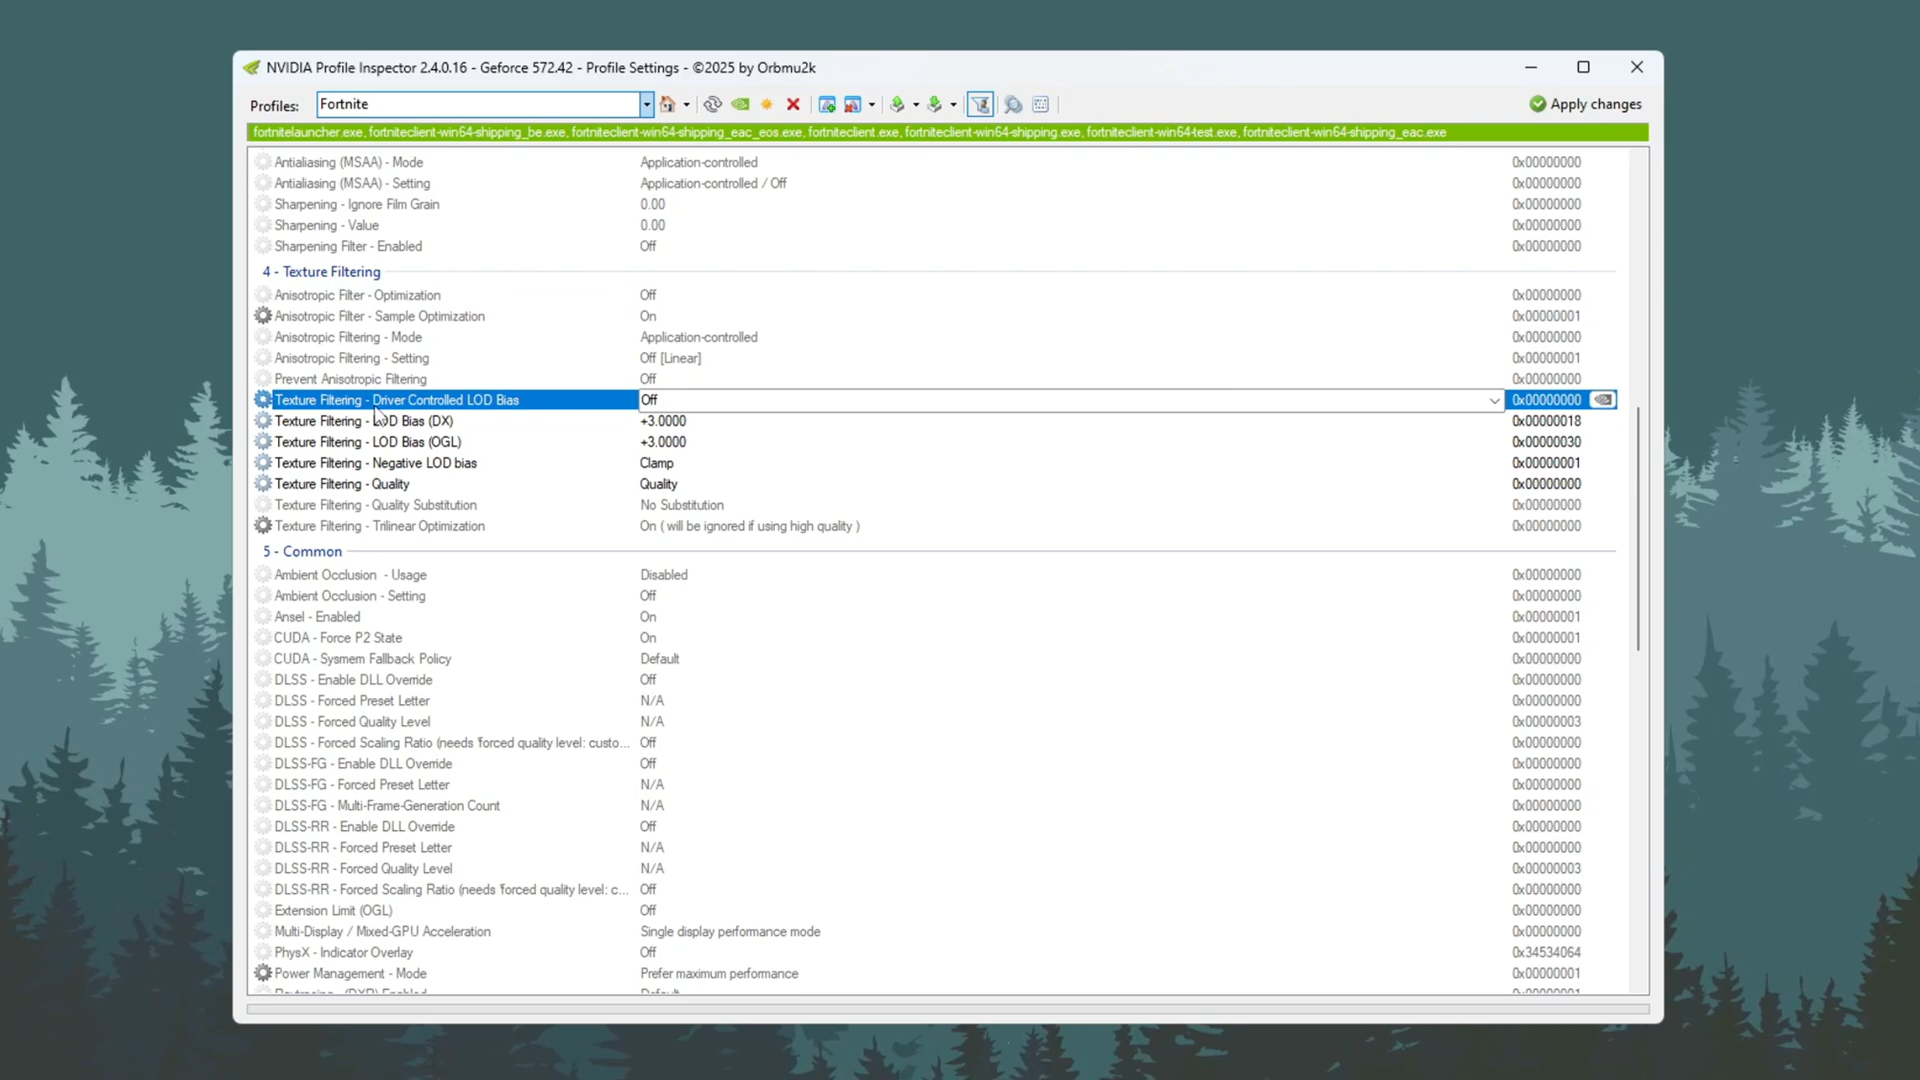 NVIDIA Profile Inspector 2.4.0.16 - Geforce 572.42 - Profile Settings - ©2025 by Orbmu2k
Profiles: Fortnite Apply changes
fortnitelauncher.exe, fortniteclient-win64-shipping_be.exe, fortniteclient-win64-shipping_eac_eos.exe, fortniteclient.exe, fortniteclient-win64-shipping.exe, fortniteclient-win64-test.exe, fortniteclient-win64-shipping_eac.exe
Antialiasing (MSAA) - Mode Application-controlled 0x00000000
Antialiasing (MSAA) - Setting Application-controlled / Off 0x00000000
Sharpening - Ignore Film Grain 0.00 0x00000000
Sharpening - Value 0.00 0x00000000
Sharpening Filter - Enabled Off 0x00000000
4 - Texture Filtering
Anisotropic Filter - Optimization Off 0x00000000
Anisotropic Filter - Sample Optimization On 0x00000001
Anisotropic Filtering - Mode Application-controlled 0x00000000
Anisotropic Filtering - Setting Off [Linear] 0x00000001
Prevent Anisotropic Filtering Off 0x00000000
Texture Filtering - Driver Controlled LOD Bias Off 0x00000000
Texture Filtering - LOD Bias (DX) +3.0000 0x00000018
Texture Filtering - LOD Bias (OGL) +3.0000 0x00000030
Texture Filtering - Negative LOD bias Clamp 0x00000001
Texture Filtering - Quality Quality 0x00000000
Texture Filtering - Quality Substitution No Substitution 0x00000000
Texture Filtering - Trilinear Optimization On ( will be ignored if using high quality ) 0x00000000
5 - Common
Ambient Occlusion - Usage Disabled 0x00000000
Ambient Occlusion - Setting Off 0x00000000
Ansel - Enabled On 0x00000001
CUDA - Force P2 State On 0x00000001
CUDA - Sysmem Fallback Policy Default 0x00000000
DLSS - Enable DLL Override Off 0x00000000
DLSS - Forced Preset Letter N/A 0x00000000
DLSS - Forced Quality Level N/A 0x00000003
DLSS - Forced Scaling Ratio (needs 'forced quality level: custo... Off 0x00000000
DLSS-FG - Enable DLL Override Off 0x00000000
DLSS-FG - Forced Preset Letter N/A 0x00000000
DLSS-FG - Multi-Frame-Generation Count N/A 0x00000000
DLSS-RR - Enable DLL Override Off 0x00000000
DLSS-RR - Forced Preset Letter N/A 0x00000000
DLSS-RR - Forced Quality Level N/A 0x00000003
DLSS-RR - Forced Scaling Ratio (needs 'forced quality level: c... Off 0x00000000
Extension Limit (OGL) Off 0x00000000
Multi-Display / Mixed-GPU Acceleration Single display performance mode 0x00000000
PhysX - Indicator Overlay Off 0x34534064
Power Management - Mode Prefer maximum performance 0x00000001